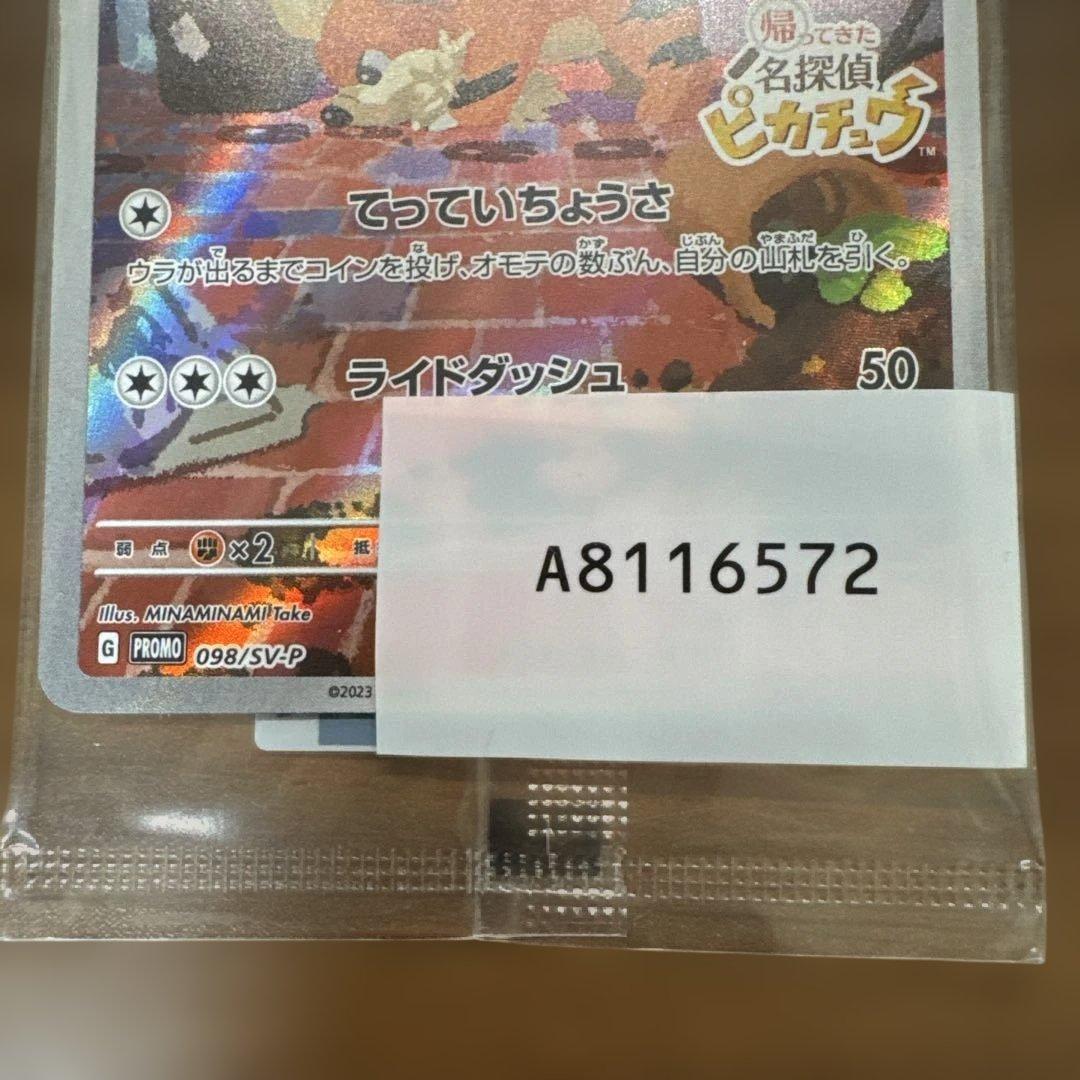 帰ってきた
名探偵
ピカチュウ
TM
てっていちょうさ
ウラが出るまでコインを投げ、オモテの数ぶん、自分の山札を引く。
ライドダッシュ 50
弱点 ×2 抵
A8116572
Illus. MINAMINAMI Take
G PROMO 098/SV-P
©2023